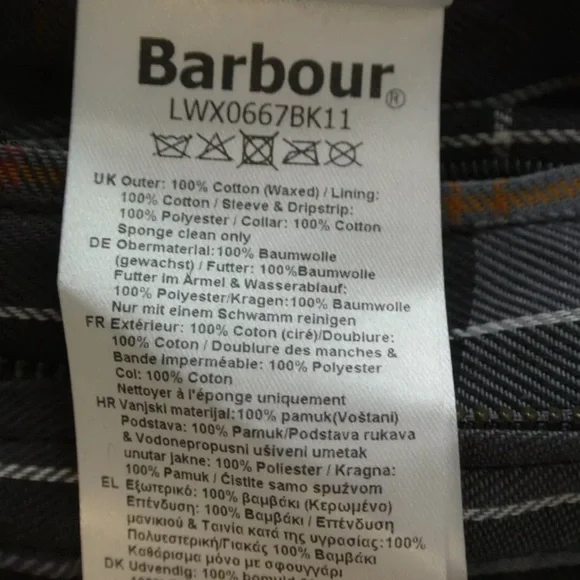 Barbour®
LWX0667BK11
UK Outer: 100% Cotton (Waxed) / Lining:
100% Cotton / Sleeve & Dripstrip:
100% Polyester / Collar: 100% Cotton
Sponge clean only
DE Obermaterial:100% Baumwolle
(gewachst) / Futter: 100%Baumwolle
Futter im Ärmel & Wasserablauf:
100% Polyester/Kragen:100% Baumwolle
Nur mit einem Schwamm reinigen
FR Extérieur: 100% Coton (ciré)/Doublure:
100% Coton / Doublure des manches &
Bande imperméable: 100% Polyester
Col: 100% Coton
Nettoyer à l'éponge uniquement
HR Vanjski materijal:100% pamuk(Voštani)
Podstava: 100% Pamuk/Podstava rukava
& Vodonepropusni ušiveni umetak
unutar jakne: 100% Poliester / Kragna:
100% Pamuk / Čistite samo spužvom
EL Εξωτερικό: 100% βαμβάκι (Κερωμένο)
Επένδυση: 100% Βαμβάκι / Επένδυση
μανικιού & Ταινία κατά της υγρασίας:100%
Πολυεστερική/Γιακάς 100% Βαμβάκι
Καθάρισμα μόνο με σφουγγάρι
DK Udvendig: 100% bomuld